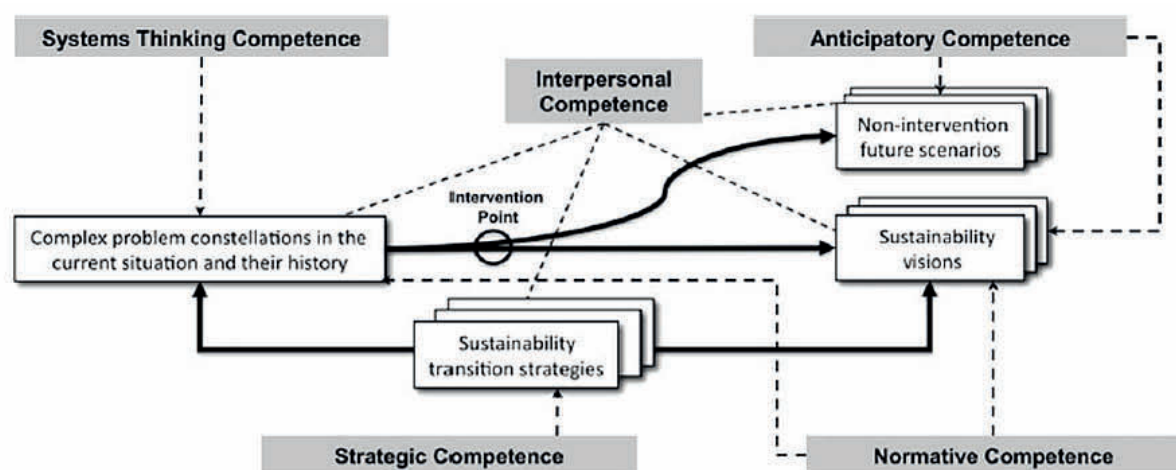 Systems Thinking Competence
Anticipatory Competence
Interpersonal
Competence
Non-intervention
future scenarios
Intervention
Point
Complex problem constellations in the
current situation and their history
Sustainability
visions
Sustainability
transition strategies
Strategic Competence
Normative Competence